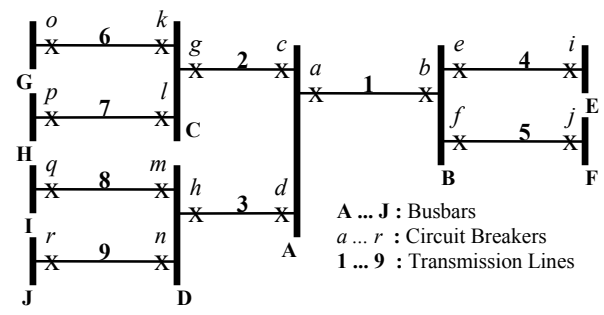 o k
6
g c
2
G
p l
7
a b
1
e i
4
E
H C
f j
5
B F
q m
8
h d
3
I
A
r n
9
J D
A ... J : Busbars
a ... r : Circuit Breakers
1 ... 9 : Transmission Lines